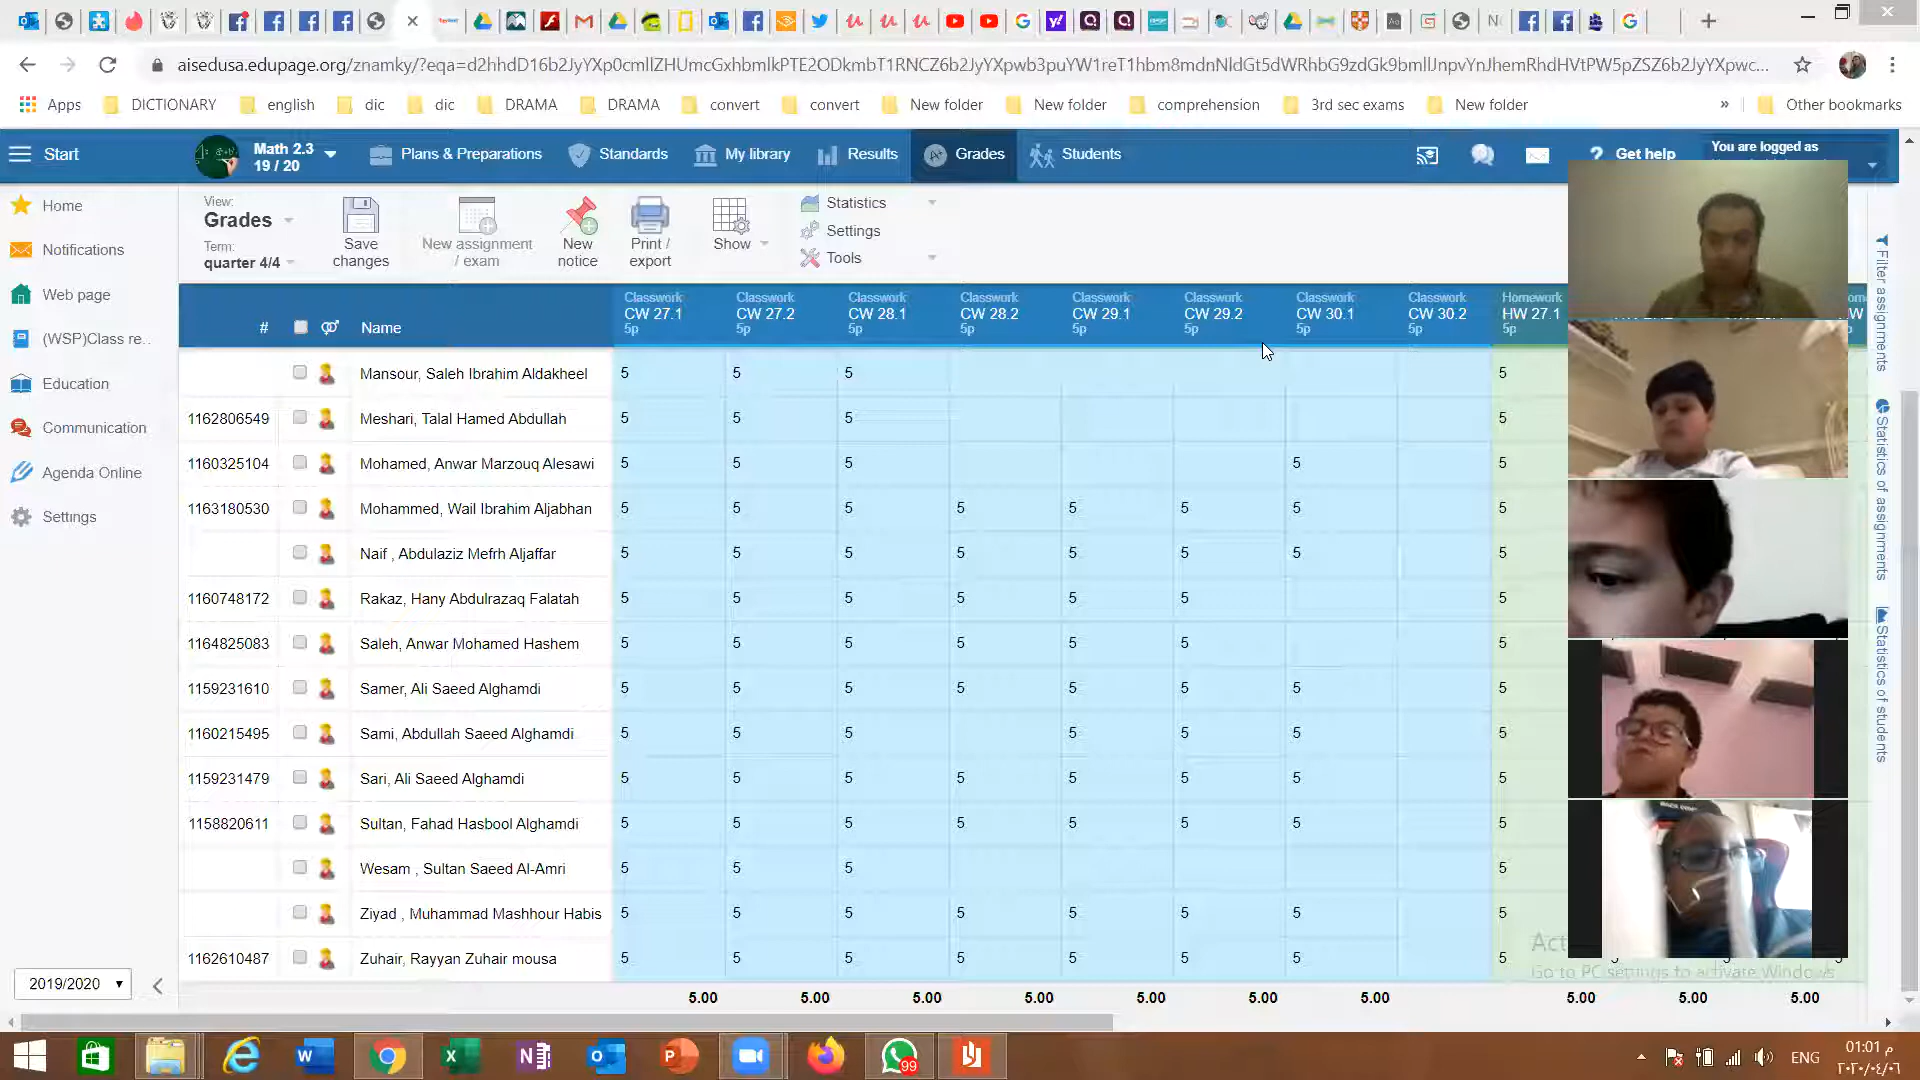 aisedusa.edupage.org/znamky/?eqa=
Apps
DICTIONARY
english
dic
dic
DRAMA
DRAMA
convert
convert
New folder
New folder
comprehension
3rd sec exams
New folder
»
Other bookmarks
Start
Math 2.3
19 / 20
Plans & Preparations
Standards
My library
Results
Grades
Students
? Get help
You are logged as
Home
Notifications
Web page
(WSP)Class re..
Education
Communication
Agenda Online
Settings
2019/2020
View:
Grades
Term:
quarter 4/4
Save
changes
New assignment
/ exam
New
notice
Print /
export
Show
Statistics
Settings
Tools
Filter assignments
Statistics of assignments
Statistics of students
# Name
Classwork CW 27.1 5p
Classwork CW 27.2 5p
Classwork CW 28.1 5p
Classwork CW 28.2 5p
Classwork CW 29.1 5p
Classwork CW 29.2 5p
Classwork CW 30.1 5p
Classwork CW 30.2 5p
Homework HW 27.1 5p
Mansour, Saleh Ibrahim Aldakheel 5 5 5 5
1162806549 Meshari, Talal Hamed Abdullah 5 5 5 5
1160325104 Mohamed, Anwar Marzouq Alesawi 5 5 5 5 5
1163180530 Mohammed, Wail Ibrahim Aljabhan 5 5 5 5 5 5 5 5
Naif , Abdulaziz Mefrh Aljaffar 5 5 5 5 5 5 5 5
1160748172 Rakaz, Hany Abdulrazaq Falatah 5 5 5 5 5 5 5
1164825083 Saleh, Anwar Mohamed Hashem 5 5 5 5 5 5 5
1159231610 Samer, Ali Saeed Alghamdi 5 5 5 5 5 5 5 5
1160215495 Sami, Abdullah Saeed Alghamdi 5 5 5 5 5 5 5
1159231479 Sari, Ali Saeed Alghamdi 5 5 5 5 5 5 5 5
1158820611 Sultan, Fahad Hasbool Alghamdi 5 5 5 5 5 5 5 5
Wesam , Sultan Saeed Al-Amri 5 5 5 5
Ziyad , Muhammad Mashhour Habis 5 5 5 5 5 5 5 5
1162610487 Zuhair, Rayyan Zuhair mousa 5 5 5 5 5 5 5 5
5.00 5.00 5.00 5.00 5.00 5.00 5.00 5.00 5.00 5.00
Go to PC settings to activate Windows
99
ENG
01:01 م
٢٠٢٠/٠٤/٠٦